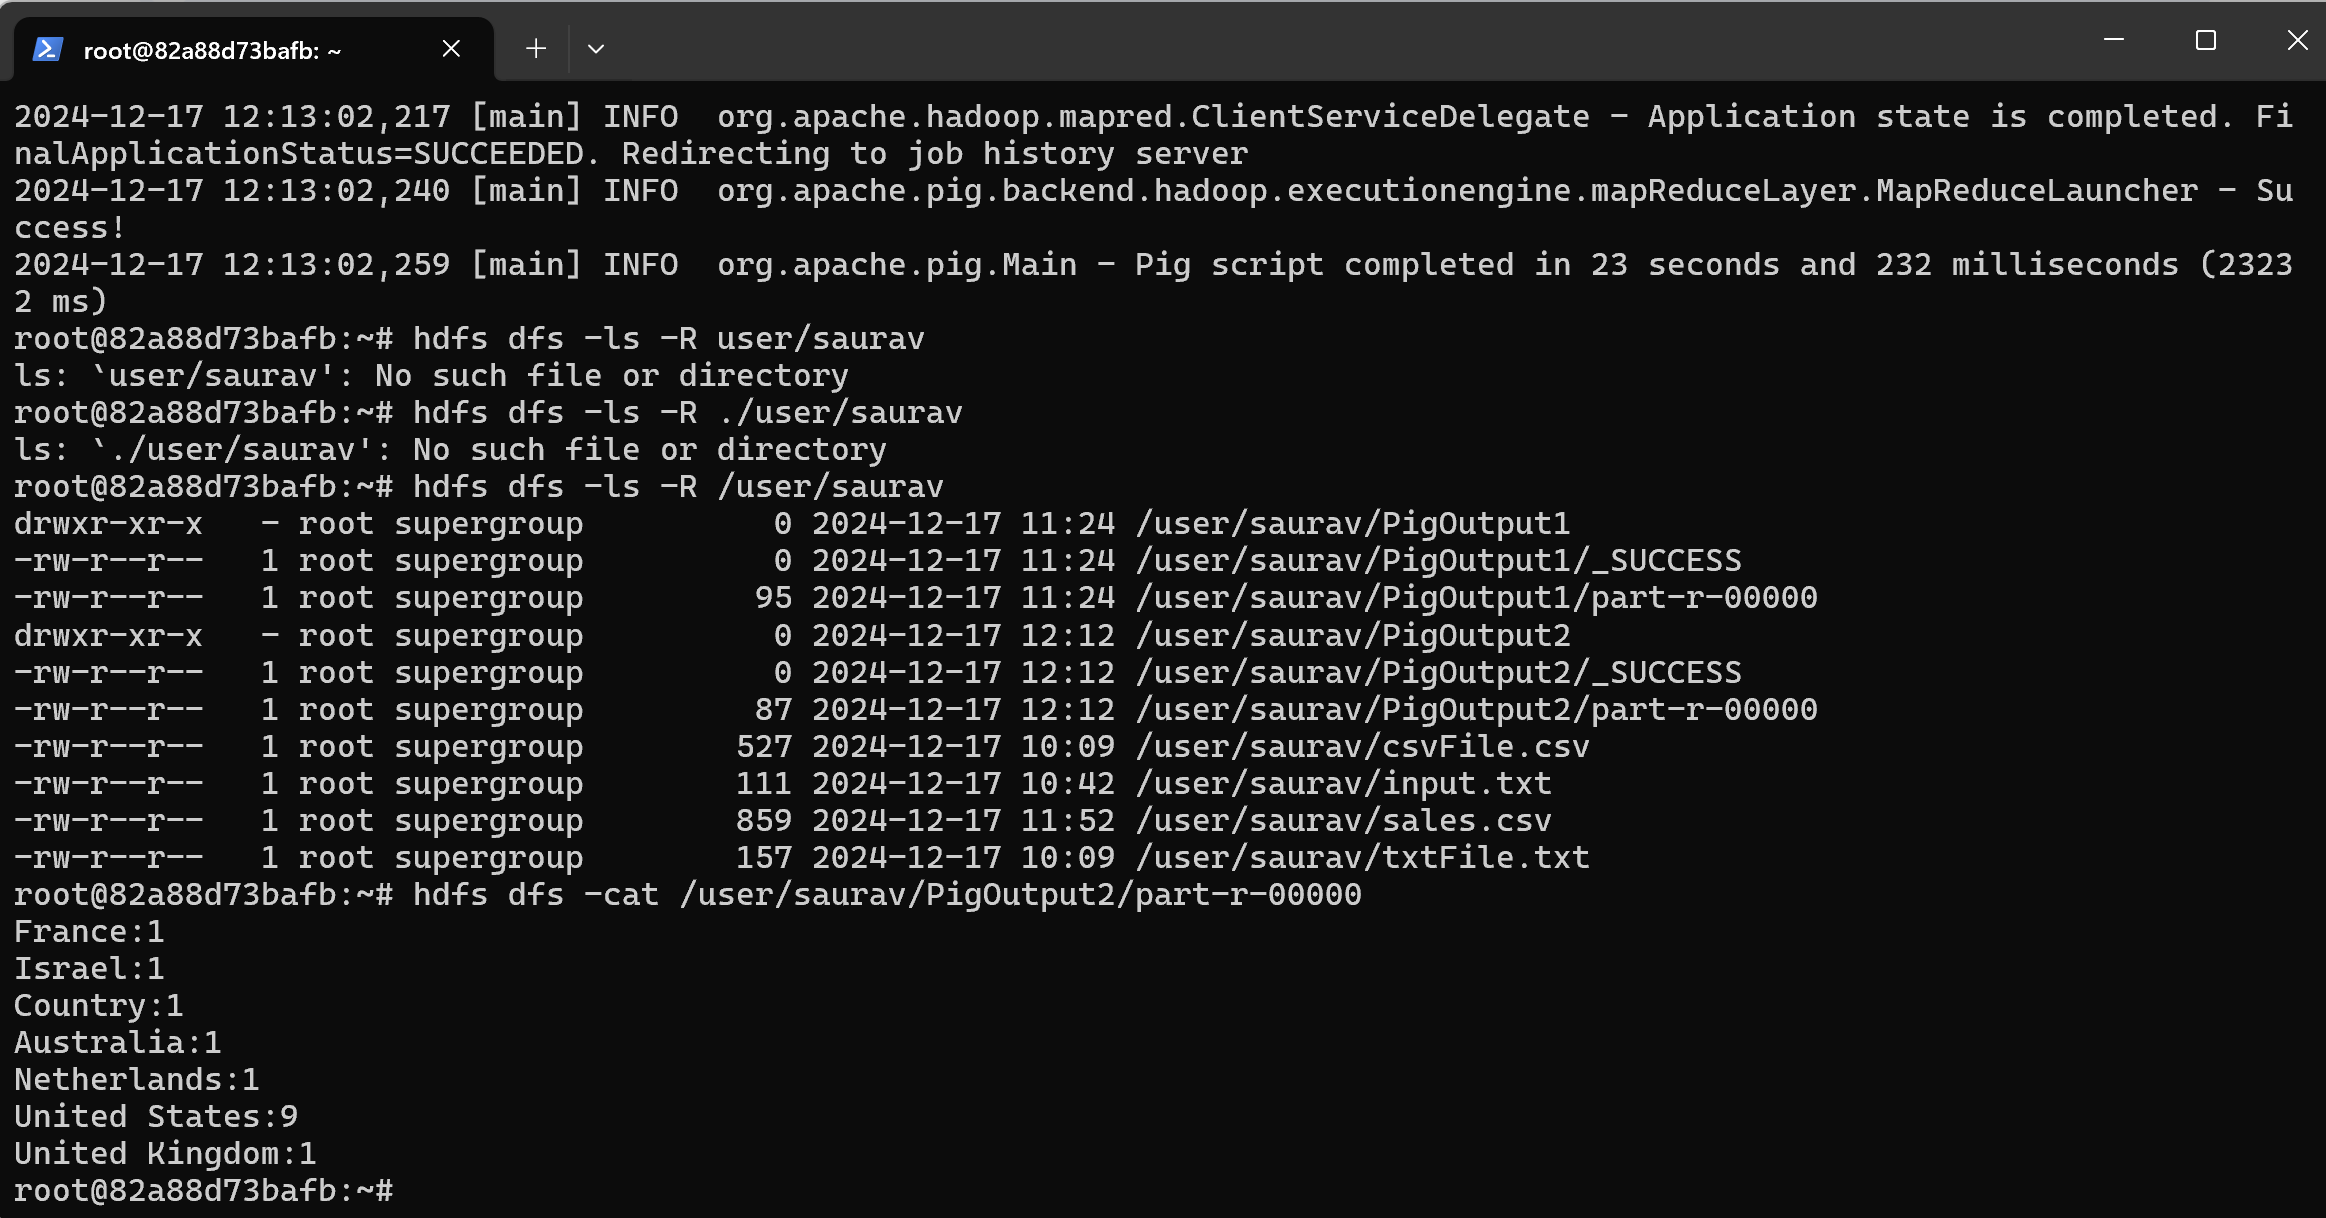 root@82a88d73bafb: ~
2024-12-17 12:13:02,217 [main] INFO  org.apache.hadoop.mapred.ClientServiceDelegate - Application state is completed. Fi
nalApplicationStatus=SUCCEEDED. Redirecting to job history server
2024-12-17 12:13:02,240 [main] INFO  org.apache.pig.backend.hadoop.executionengine.mapReduceLayer.MapReduceLauncher - Su
ccess!
2024-12-17 12:13:02,259 [main] INFO  org.apache.pig.Main - Pig script completed in 23 seconds and 232 milliseconds (2323
2 ms)
root@82a88d73bafb:~# hdfs dfs -ls -R user/saurav
ls: `user/saurav': No such file or directory
root@82a88d73bafb:~# hdfs dfs -ls -R ./user/saurav
ls: `./user/saurav': No such file or directory
root@82a88d73bafb:~# hdfs dfs -ls -R /user/saurav
drwxr-xr-x   - root supergroup          0 2024-12-17 11:24 /user/saurav/PigOutput1
-rw-r--r--   1 root supergroup          0 2024-12-17 11:24 /user/saurav/PigOutput1/_SUCCESS
-rw-r--r--   1 root supergroup         95 2024-12-17 11:24 /user/saurav/PigOutput1/part-r-00000
drwxr-xr-x   - root supergroup          0 2024-12-17 12:12 /user/saurav/PigOutput2
-rw-r--r--   1 root supergroup          0 2024-12-17 12:12 /user/saurav/PigOutput2/_SUCCESS
-rw-r--r--   1 root supergroup         87 2024-12-17 12:12 /user/saurav/PigOutput2/part-r-00000
-rw-r--r--   1 root supergroup        527 2024-12-17 10:09 /user/saurav/csvFile.csv
-rw-r--r--   1 root supergroup        111 2024-12-17 10:42 /user/saurav/input.txt
-rw-r--r--   1 root supergroup        859 2024-12-17 11:52 /user/saurav/sales.csv
-rw-r--r--   1 root supergroup        157 2024-12-17 10:09 /user/saurav/txtFile.txt
root@82a88d73bafb:~# hdfs dfs -cat /user/saurav/PigOutput2/part-r-00000
France:1
Israel:1
Country:1
Australia:1
Netherlands:1
United States:9
United Kingdom:1
root@82a88d73bafb:~#